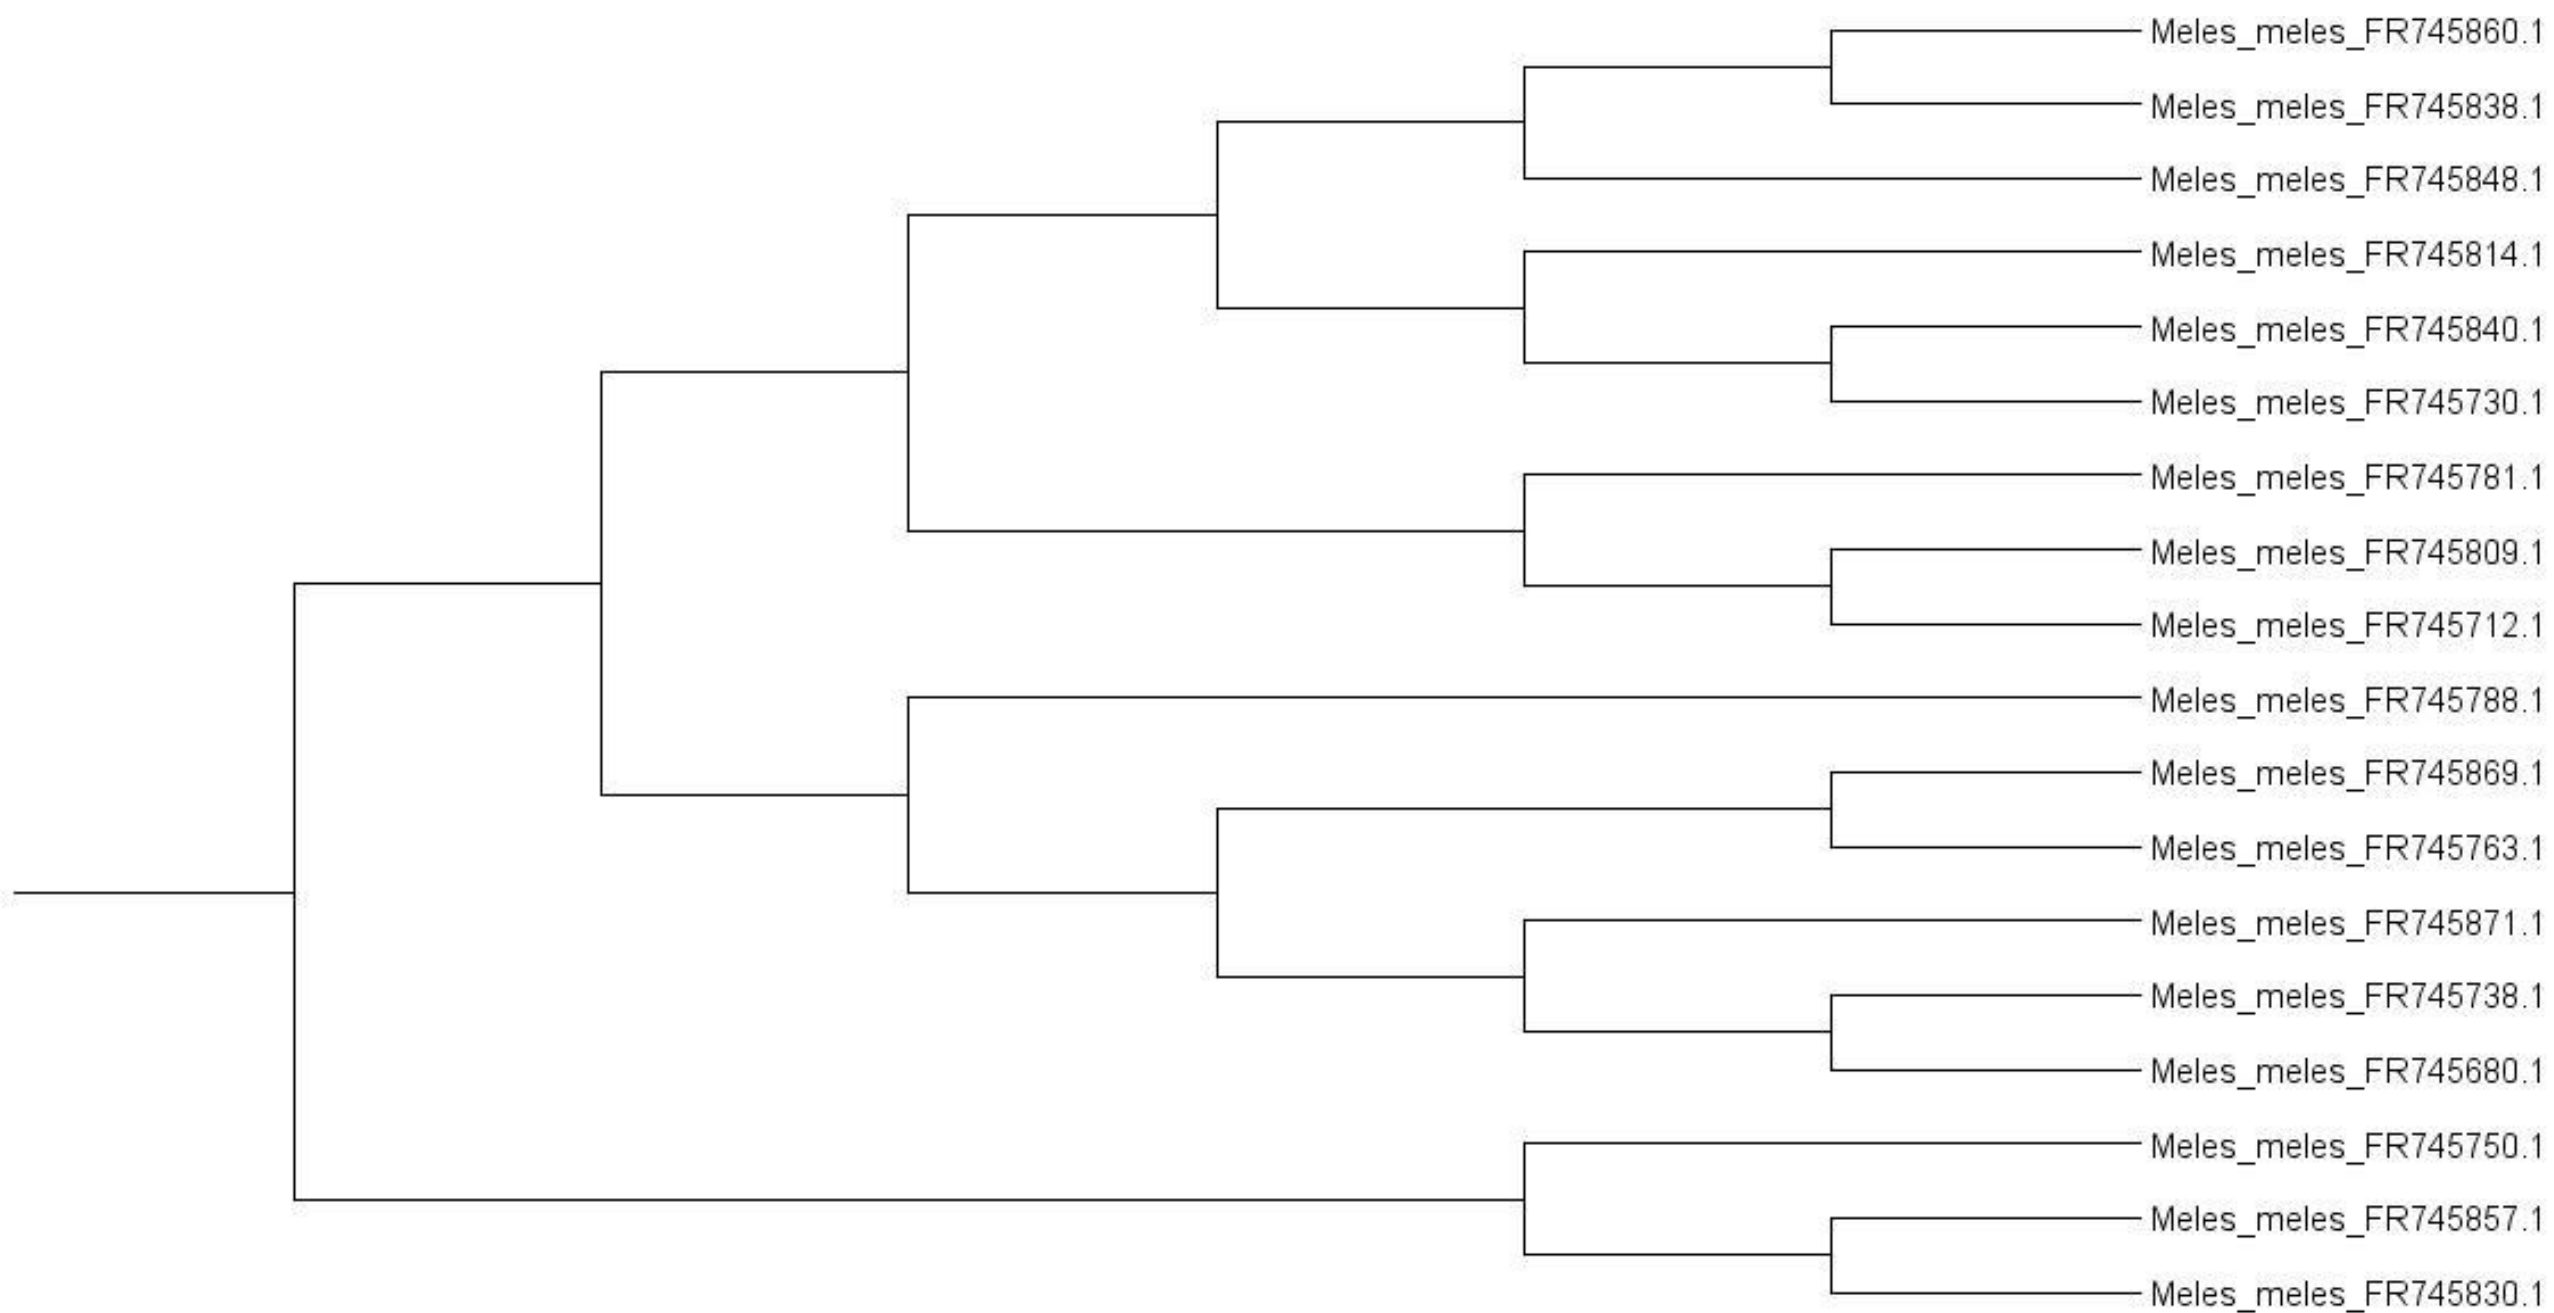 Meles_meles_FR745860.1
Meles_meles_FR745838.1
Meles_meles_FR745848.1
Meles_meles_FR745814.1
Meles_meles_FR745840.1
Meles_meles_FR745730.1
Meles_meles_FR745781.1
Meles_meles_FR745809.1
Meles_meles_FR745712.1
Meles_meles_FR745788.1
Meles_meles_FR745869.1
Meles_meles_FR745763.1
Meles_meles_FR745871.1
Meles_meles_FR745738.1
Meles_meles_FR745680.1
Meles_meles_FR745750.1
Meles_meles_FR745857.1
Meles_meles_FR745830.1